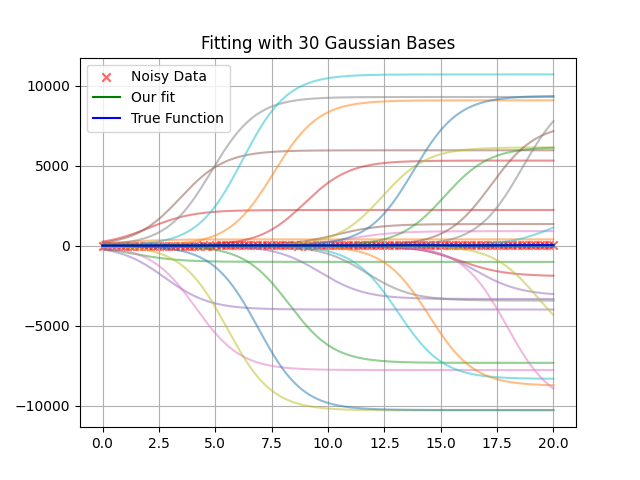 Fitting with 30 Gaussian Bases
Noisy Data
Our fit
True Function
10000
5000
0
−5000
−10000
0.0 2.5 5.0 7.5 10.0 12.5 15.0 17.5 20.0